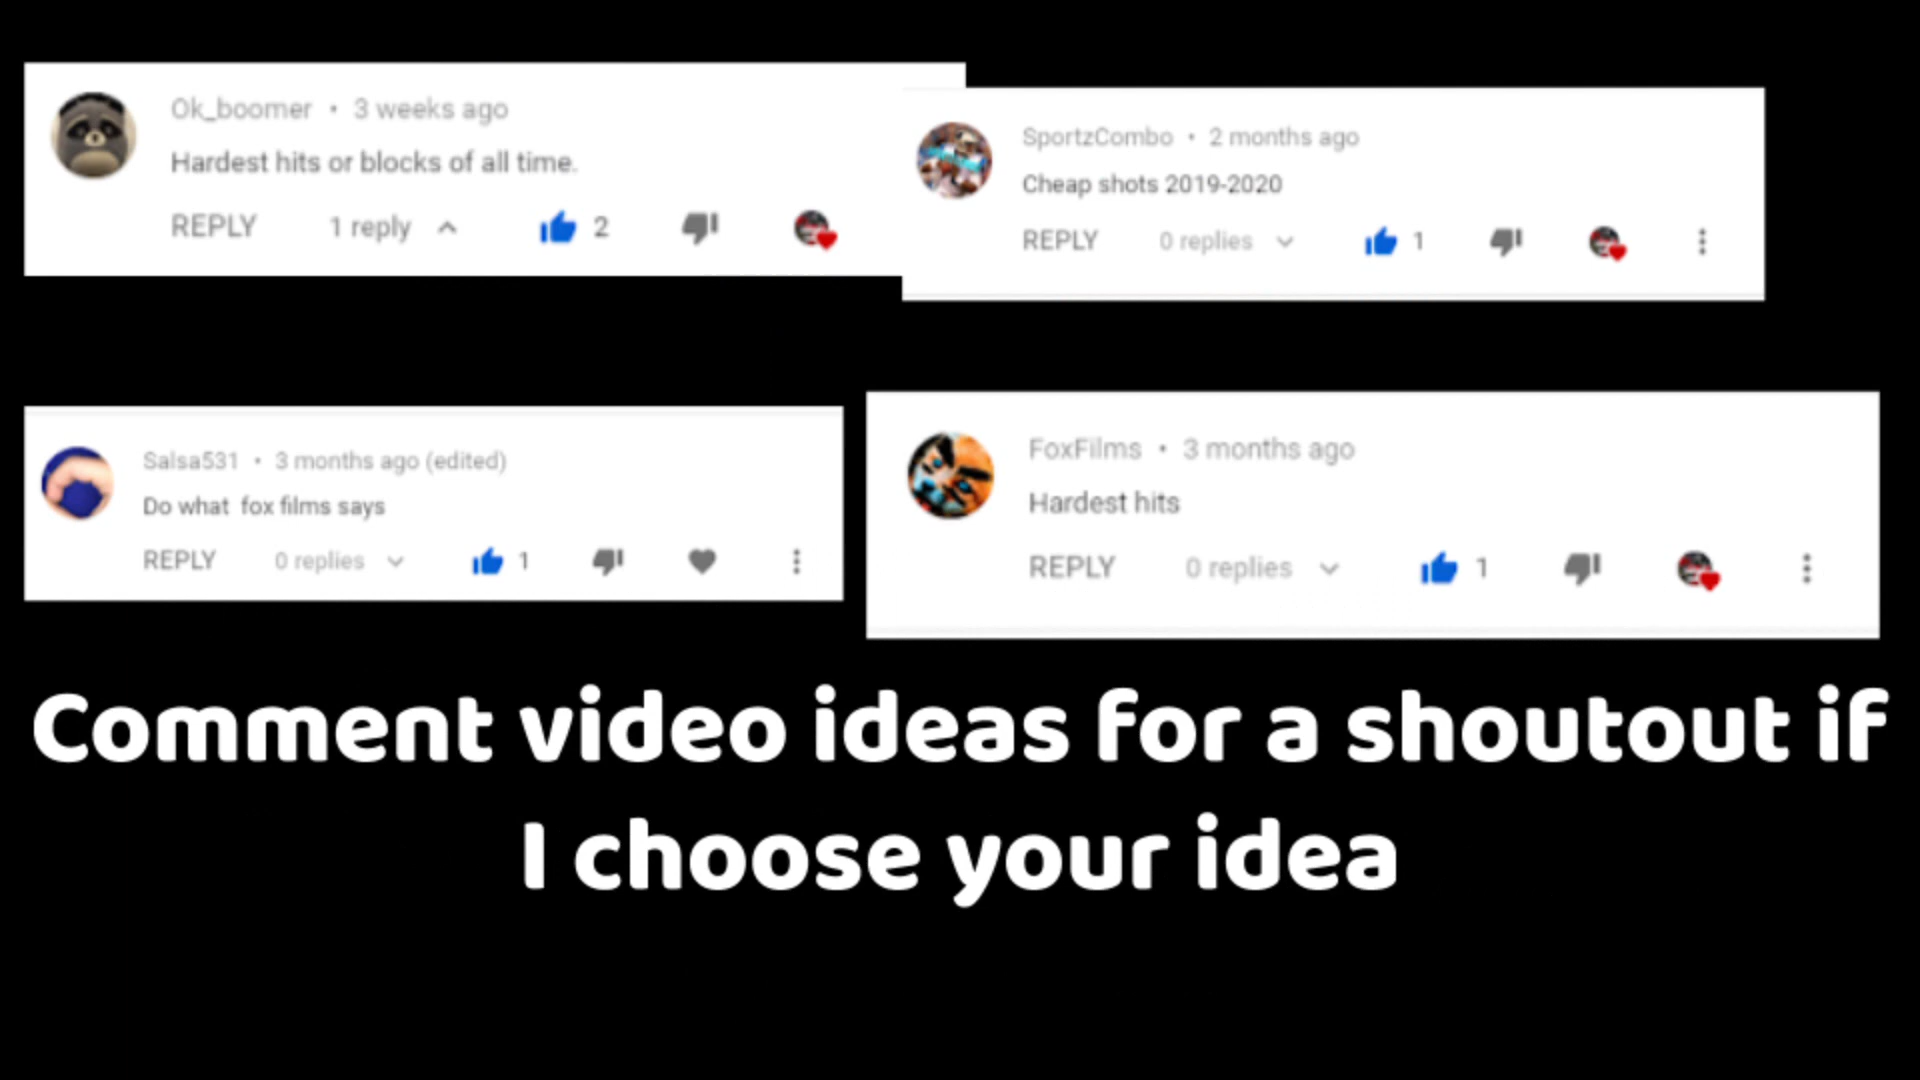 Ok_boomer • 3 weeks ago
Hardest hits or blocks of all time.
REPLY 1 reply 2
SportzCombo • 2 months ago
Cheap shots 2019-2020
REPLY 0 replies 1
Salsa531 • 3 months ago (edited)
Do what fox films says
REPLY 0 replies 1
FoxFilms • 3 months ago
Hardest hits
REPLY 0 replies 1
Comment video ideas for a shoutout if
I choose your idea